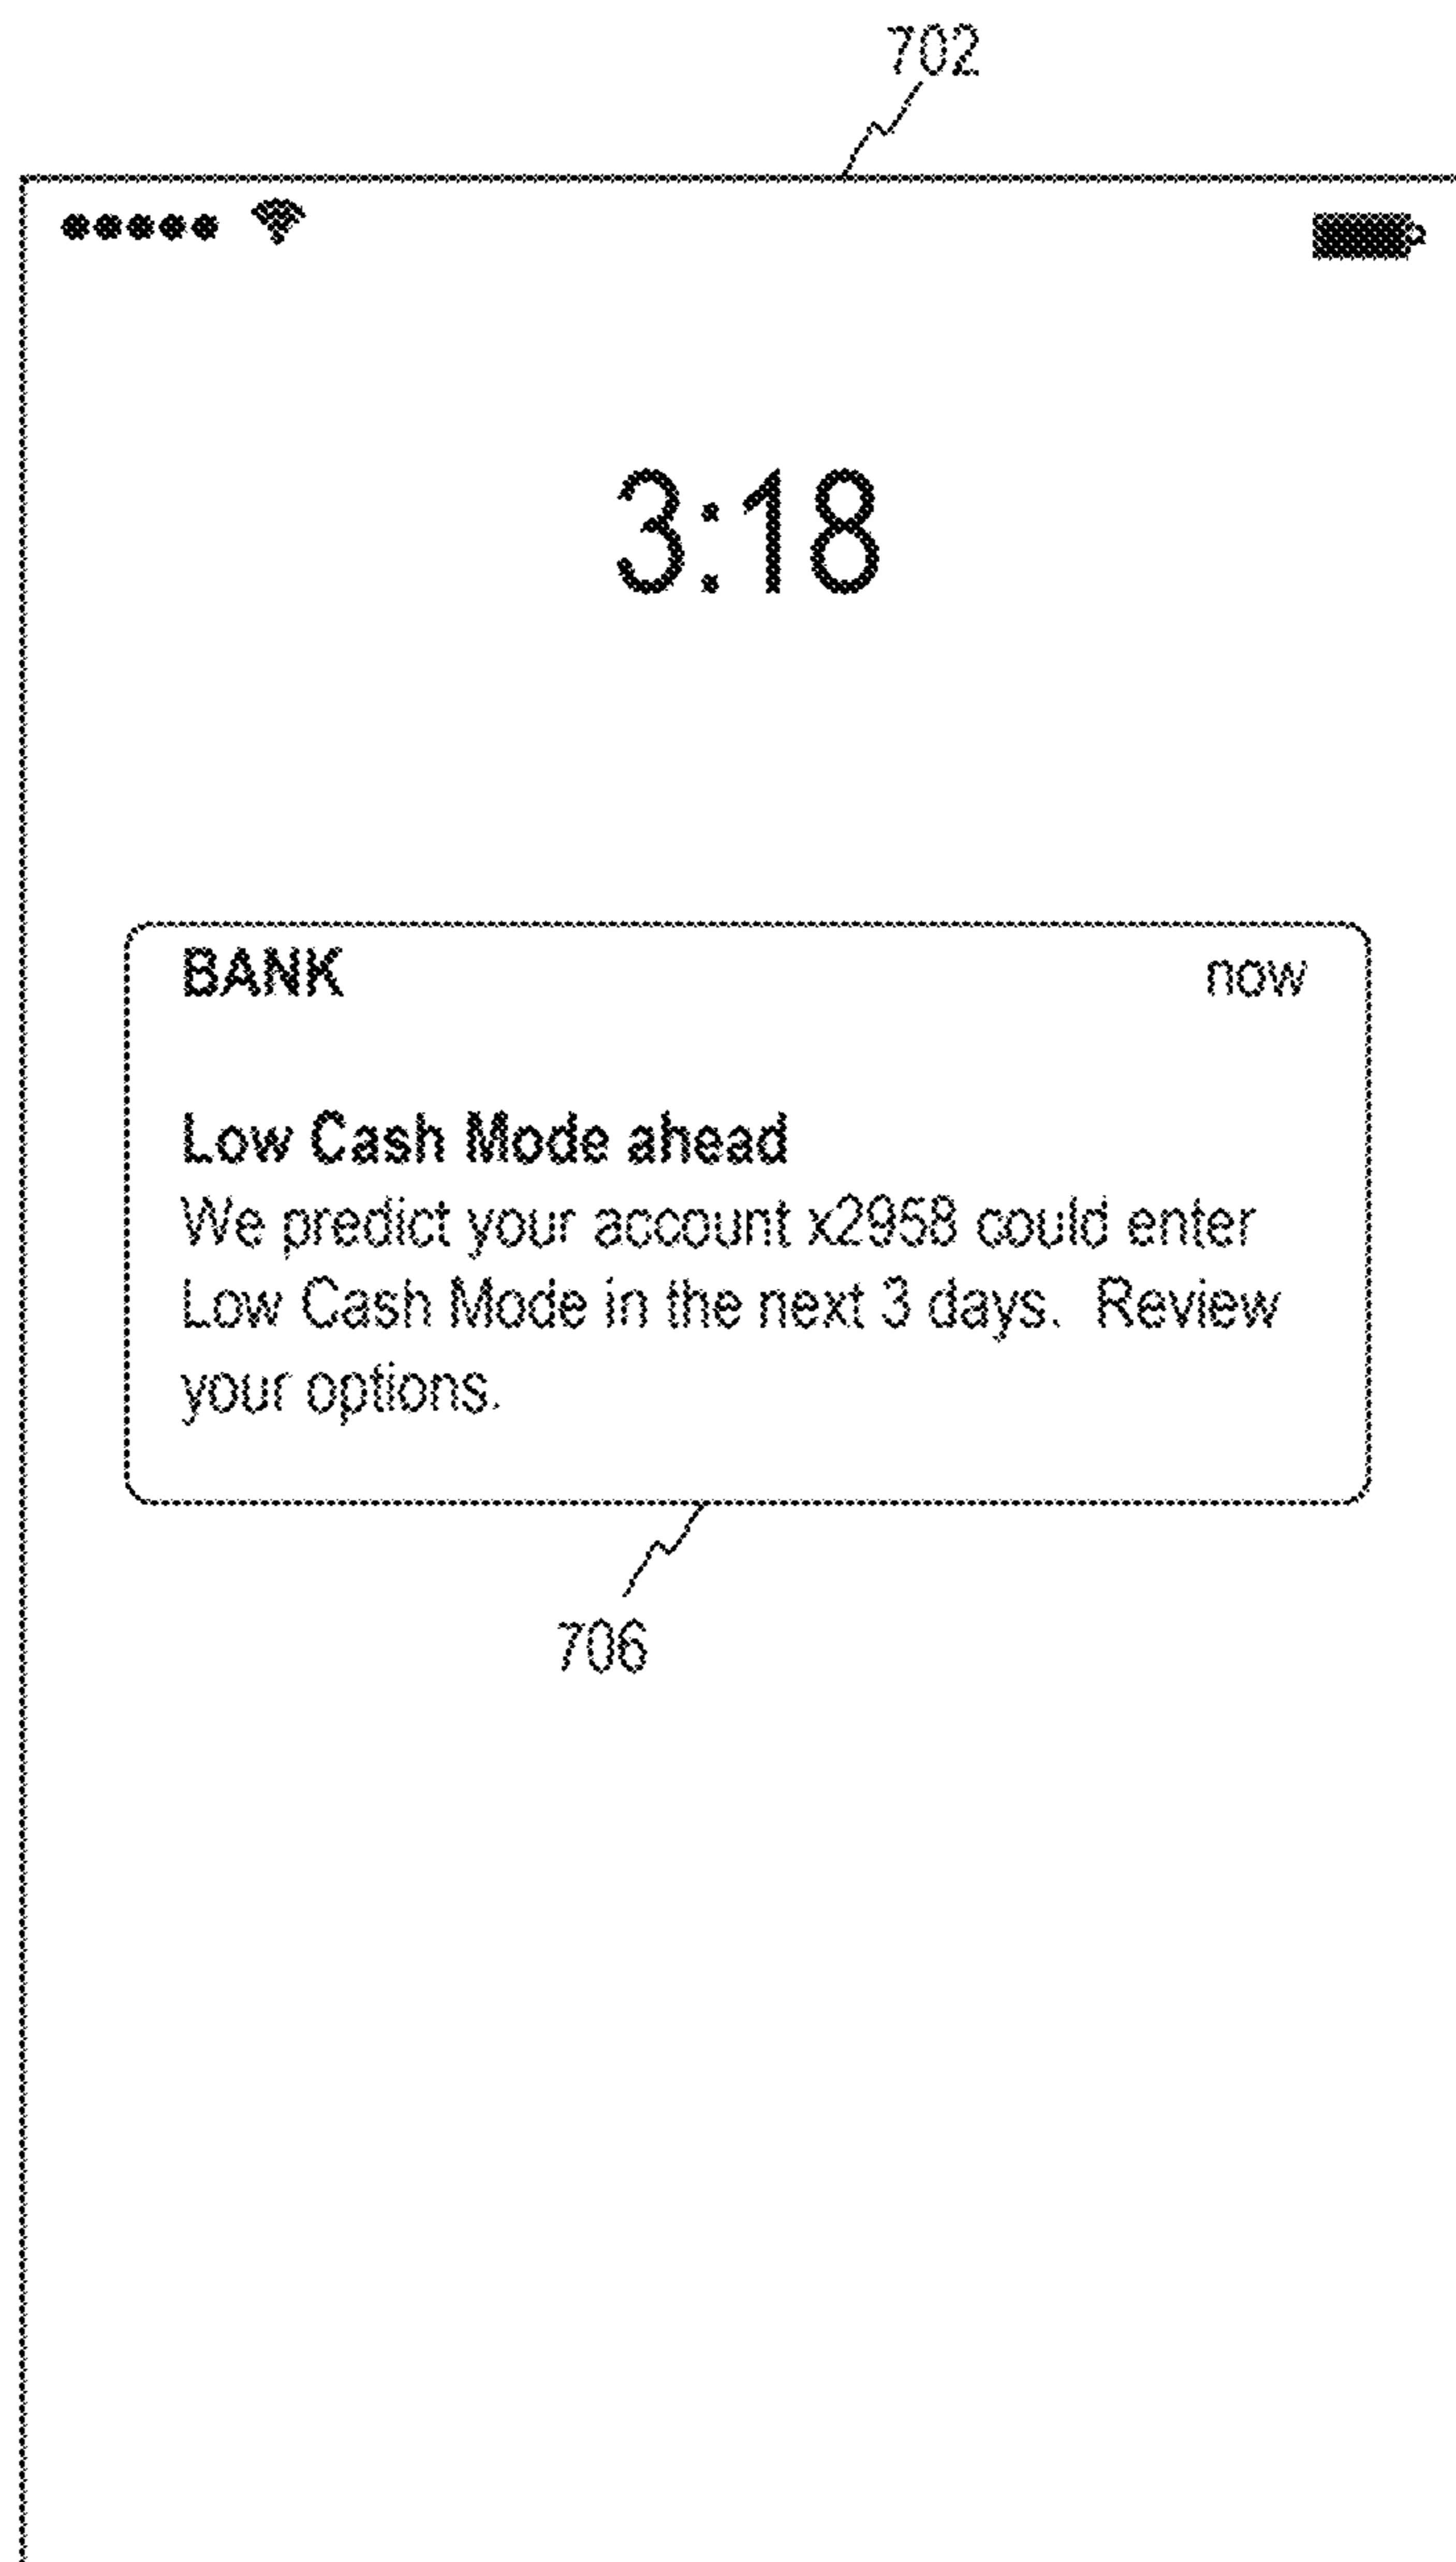 702
3:18
BANK now
Low Cash Mode ahead
We predict your account x2958 could enter
Low Cash Mode in the next 3 days. Review
your options.
706